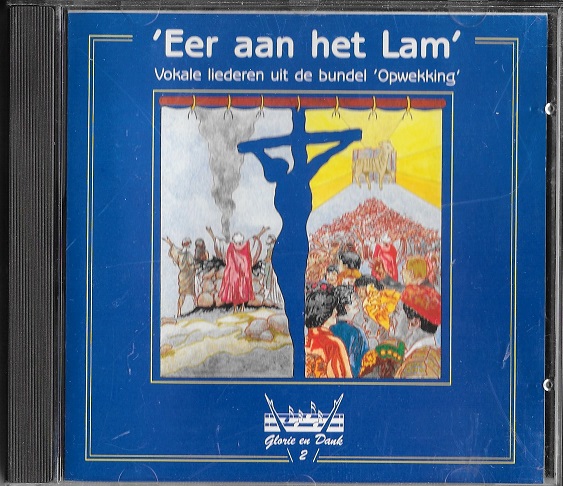 'Eer aan het Lam'
Vokale liederen uit de bundel 'Opwekking'
Glorie en Dank
2